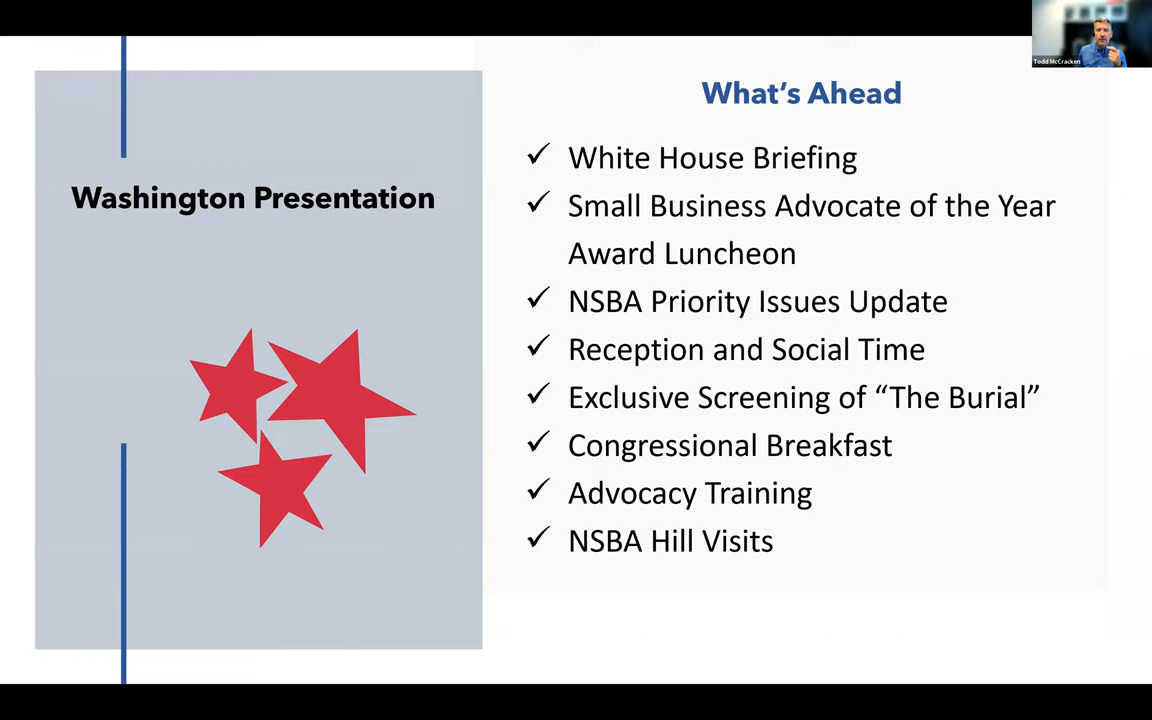 Todd McCracken
What's Ahead
Washington Presentation
✓ White House Briefing
✓ Small Business Advocate of the Year
Award Luncheon
✓ NSBA Priority Issues Update
✓ Reception and Social Time
✓ Exclusive Screening of “The Burial”
✓ Congressional Breakfast
✓ Advocacy Training
✓ NSBA Hill Visits